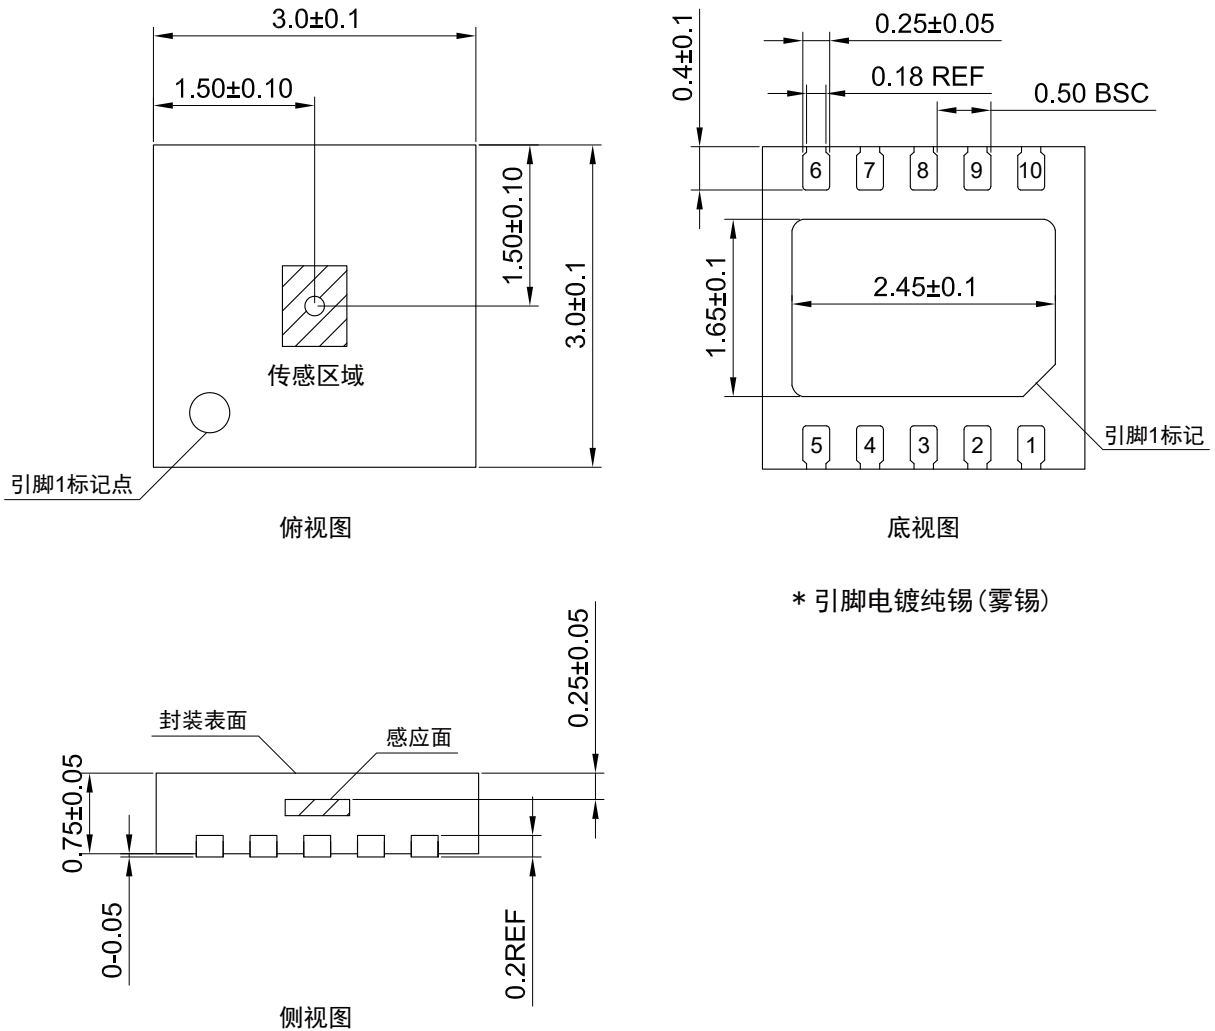 3.0±0.1
1.50±0.10
1.50±0.10
3.0±0.1
传感区域
引脚1标记点
俯视图
0.4±0.1
0.25±0.05
0.18 REF
0.50 BSC
6 7 8 9 10
1.65±0.1
2.45±0.1
5 4 3 2 1
引脚1标记
底视图
* 引脚电镀纯锡(雾锡)
0.25±0.05
封装表面
感应面
0.75±0.05
0-0.05
0.2REF
侧视图